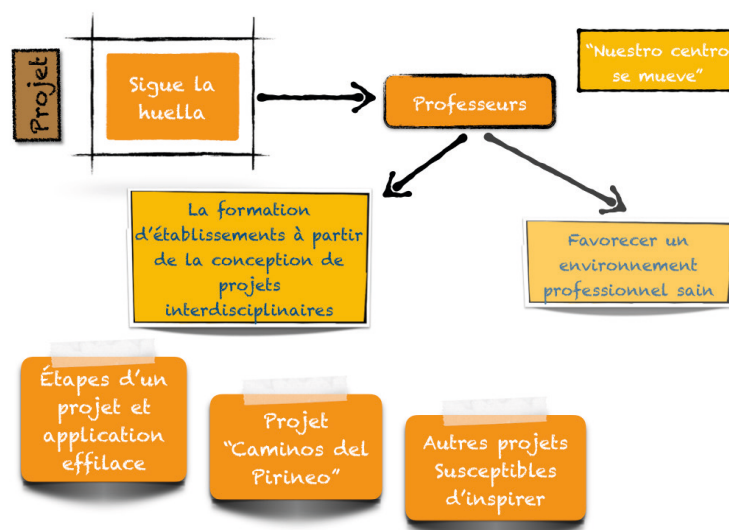 Projet
Sigue la
huella
Professeurs
“Nuestro centro
se mueve”
La formation
d’établissements à partir
de la conception de
projets
interdisciplinaires
Favorecer un
environnement
professionnel sain
Étapes d’un
projet et
application
effilace
Projet
“Caminos del
Pirineo”
Autres projets
Susceptibles
d’inspirer